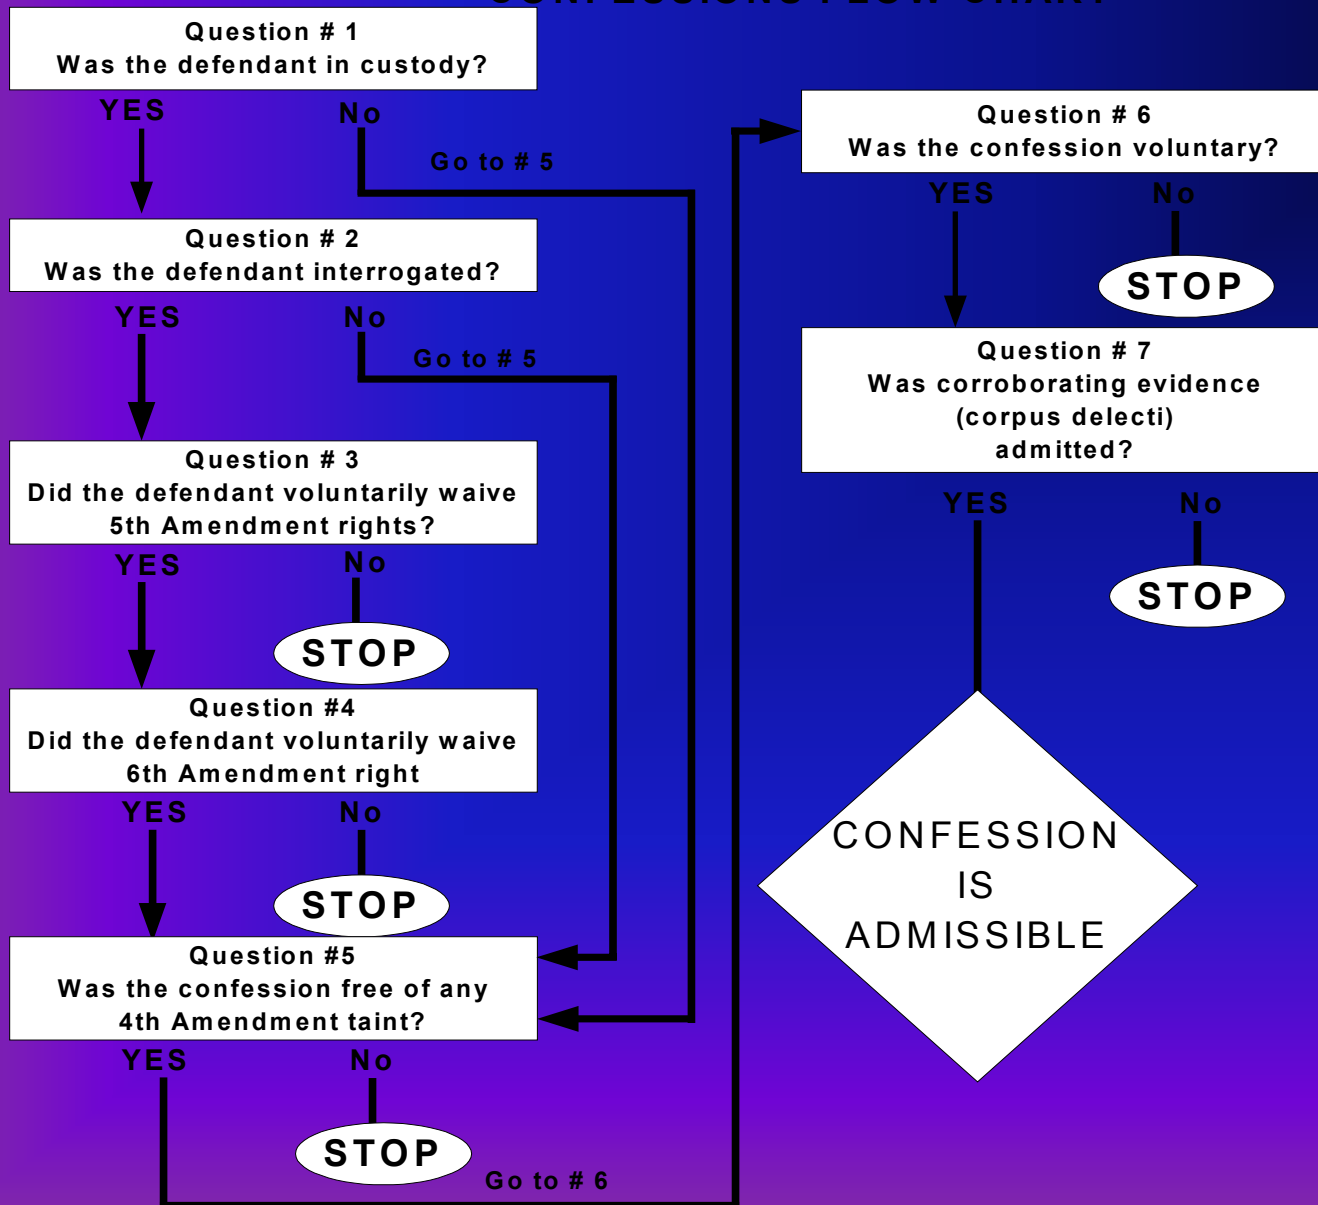 CONFESSIONS FLOW CHART
Question # 1
Was the defendant in custody?
YES
No
Go to # 5
Question # 2
Was the defendant interrogated?
YES
No
Go to # 5
Question # 3
Did the defendant voluntarily waive
5th Amendment rights?
YES
No
STOP
Question #4
Did the defendant voluntarily waive
6th Amendment right
YES
No
STOP
Question #5
Was the confession free of any
4th Amendment taint?
YES
No
STOP
Go to # 6
Question # 6
Was the confession voluntary?
YES
No
STOP
Question # 7
Was corroborating evidence
(corpus delecti)
admitted?
YES
No
STOP
CONFESSION
IS
ADMISSIBLE